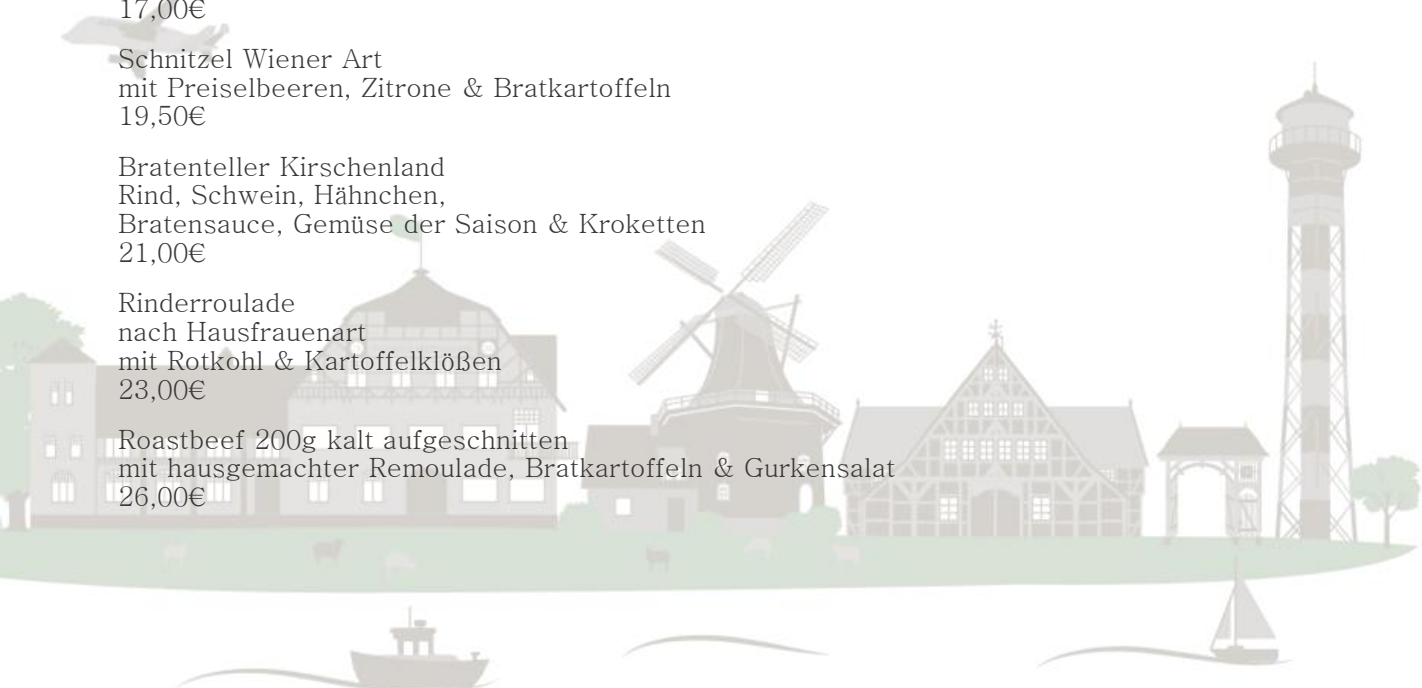 17,00€
Schnitzel Wiener Art
mit Preiselbeeren, Zitrone & Bratkartoffeln
19,50€
Bratenteller Kirschenland
Rind, Schwein, Hähnchen,
Bratensauce, Gemüse der Saison & Kroketten
21,00€
Rinderroulade
nach Hausfrauenart
mit Rotkohl & Kartoffelklößen
23,00€
Roastbeef 200g kalt aufgeschnitten
mit hausgemachter Remoulade, Bratkartoffeln & Gurkensalat
26,00€